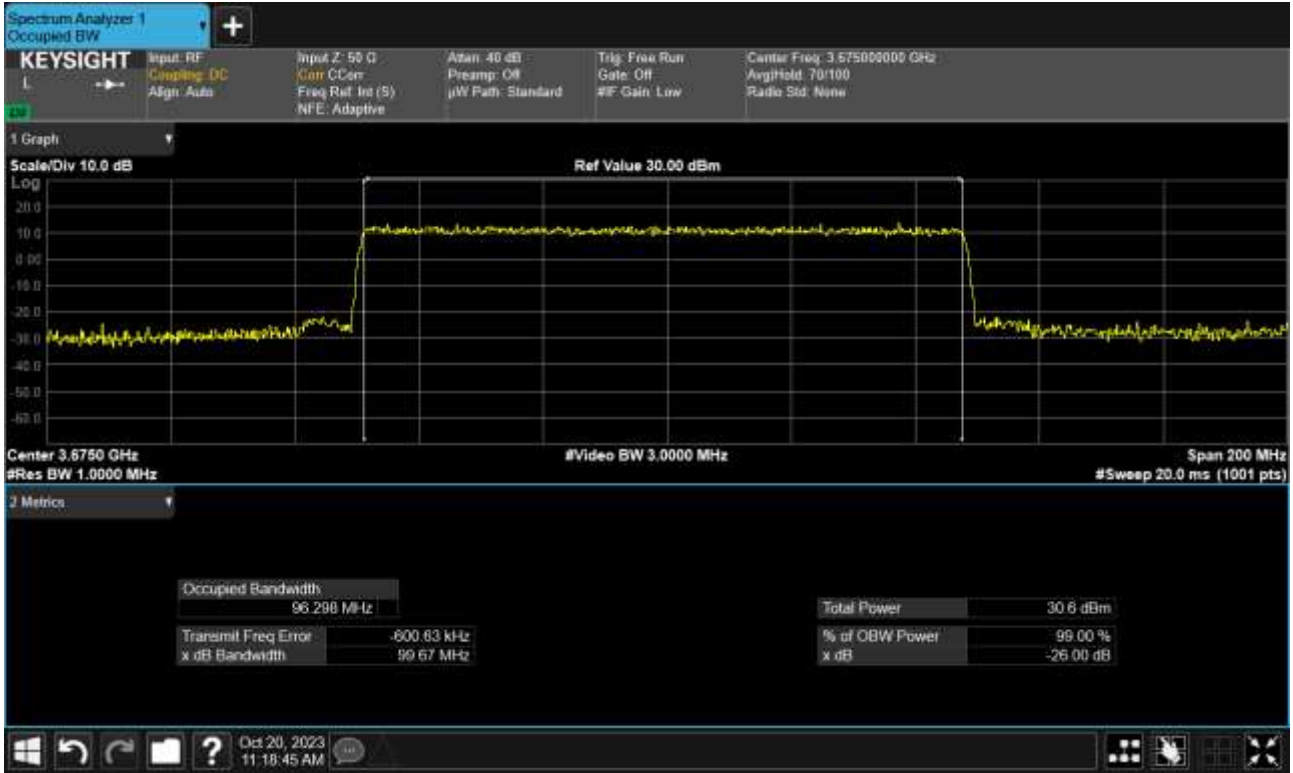 Spectrum Analyzer 1
Occupied BW
KEYSIGHT
L
Input: RF
Coupling: DC
Align: Auto
Input Z: 50 Ω
Corr CCorr
Freq Ref: Int (S)
NFE: Adaptive
Atten: 40 dB
Preamp: Off
µW Path: Standard
Trig: Free Run
Gate: Off
#IF Gain: Low
Center Freq: 3.675000000 GHz
Avg|Hold: 70/100
Radio Std: None
1 Graph
Scale/Div 10.0 dB
Ref Value 30.00 dBm
Log
20.0
10.0
0.00
-10.0
-20.0
-30.0
-40.0
-50.0
-60.0
Center 3.6750 GHz
#Video BW 3.0000 MHz
Span 200 MHz
#Res BW 1.0000 MHz
#Sweep 20.0 ms (1001 pts)
2 Metrics
Occupied Bandwidth
96.298 MHz
Transmit Freq Error -600.63 kHz
x dB Bandwidth 99.67 MHz
Total Power 30.6 dBm
% of OBW Power 99.00 %
x dB -26.00 dB
Oct 20, 2023
11:18:45 AM